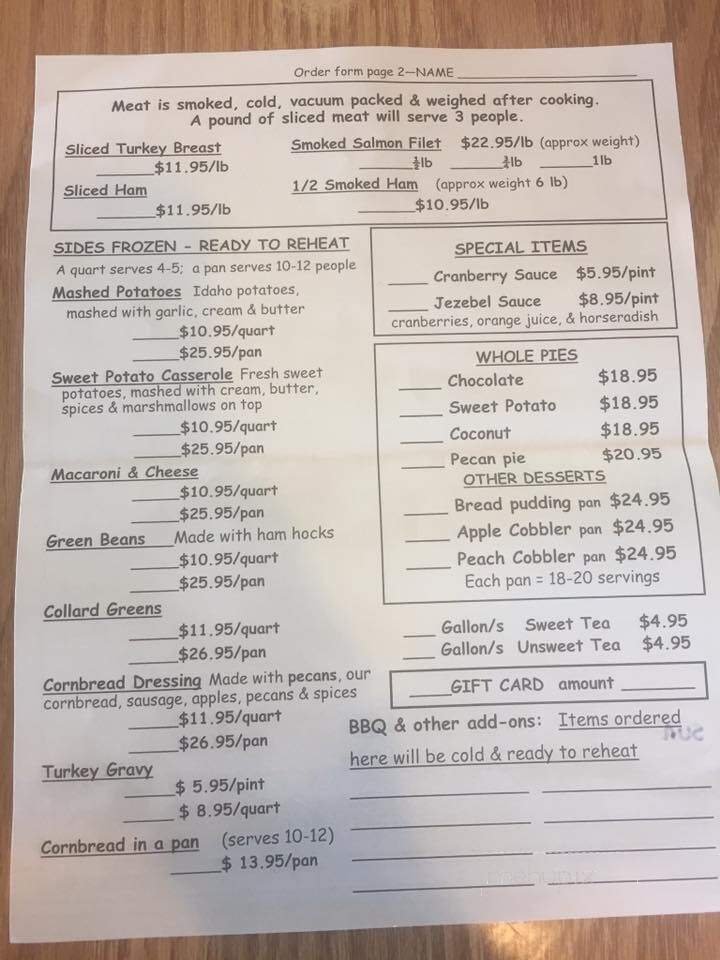 Order form page 2—NAME
Meat is smoked, cold, vacuum packed & weighed after cooking.
A pound of sliced meat will serve 3 people.
Sliced Turkey Breast
$11.95/lb
Sliced Ham
$11.95/lb
Smoked Salmon Filet $22.95/lb (approx weight)
½lb ¾lb 1lb
1/2 Smoked Ham (approx weight 6 lb)
$10.95/lb
SIDES FROZEN - READY TO REHEAT
A quart serves 4-5; a pan serves 10-12 people
Mashed Potatoes Idaho potatoes,
mashed with garlic, cream & butter
$10.95/quart
$25.95/pan
Sweet Potato Casserole Fresh sweet
potatoes, mashed with cream, butter,
spices & marshmallows on top
$10.95/quart
$25.95/pan
Macaroni & Cheese
$10.95/quart
$25.95/pan
Green Beans Made with ham hocks
$10.95/quart
$25.95/pan
Collard Greens
$11.95/quart
$26.95/pan
Cornbread Dressing Made with pecans, our
cornbread, sausage, apples, pecans & spices
$11.95/quart
$26.95/pan
Turkey Gravy
$ 5.95/pint
$ 8.95/quart
Cornbread in a pan (serves 10-12)
$ 13.95/pan
SPECIAL ITEMS
Cranberry Sauce $5.95/pint
Jezebel Sauce $8.95/pint
cranberries, orange juice, & horseradish
WHOLE PIES
Chocolate $18.95
Sweet Potato $18.95
Coconut $18.95
Pecan pie $20.95
OTHER DESSERTS
Bread pudding pan $24.95
Apple Cobbler pan $24.95
Peach Cobbler pan $24.95
Each pan = 18-20 servings
Gallon/s Sweet Tea $4.95
Gallon/s Unsweet Tea $4.95
GIFT CARD amount
BBQ & other add-ons: Items ordered
here will be cold & ready to reheat